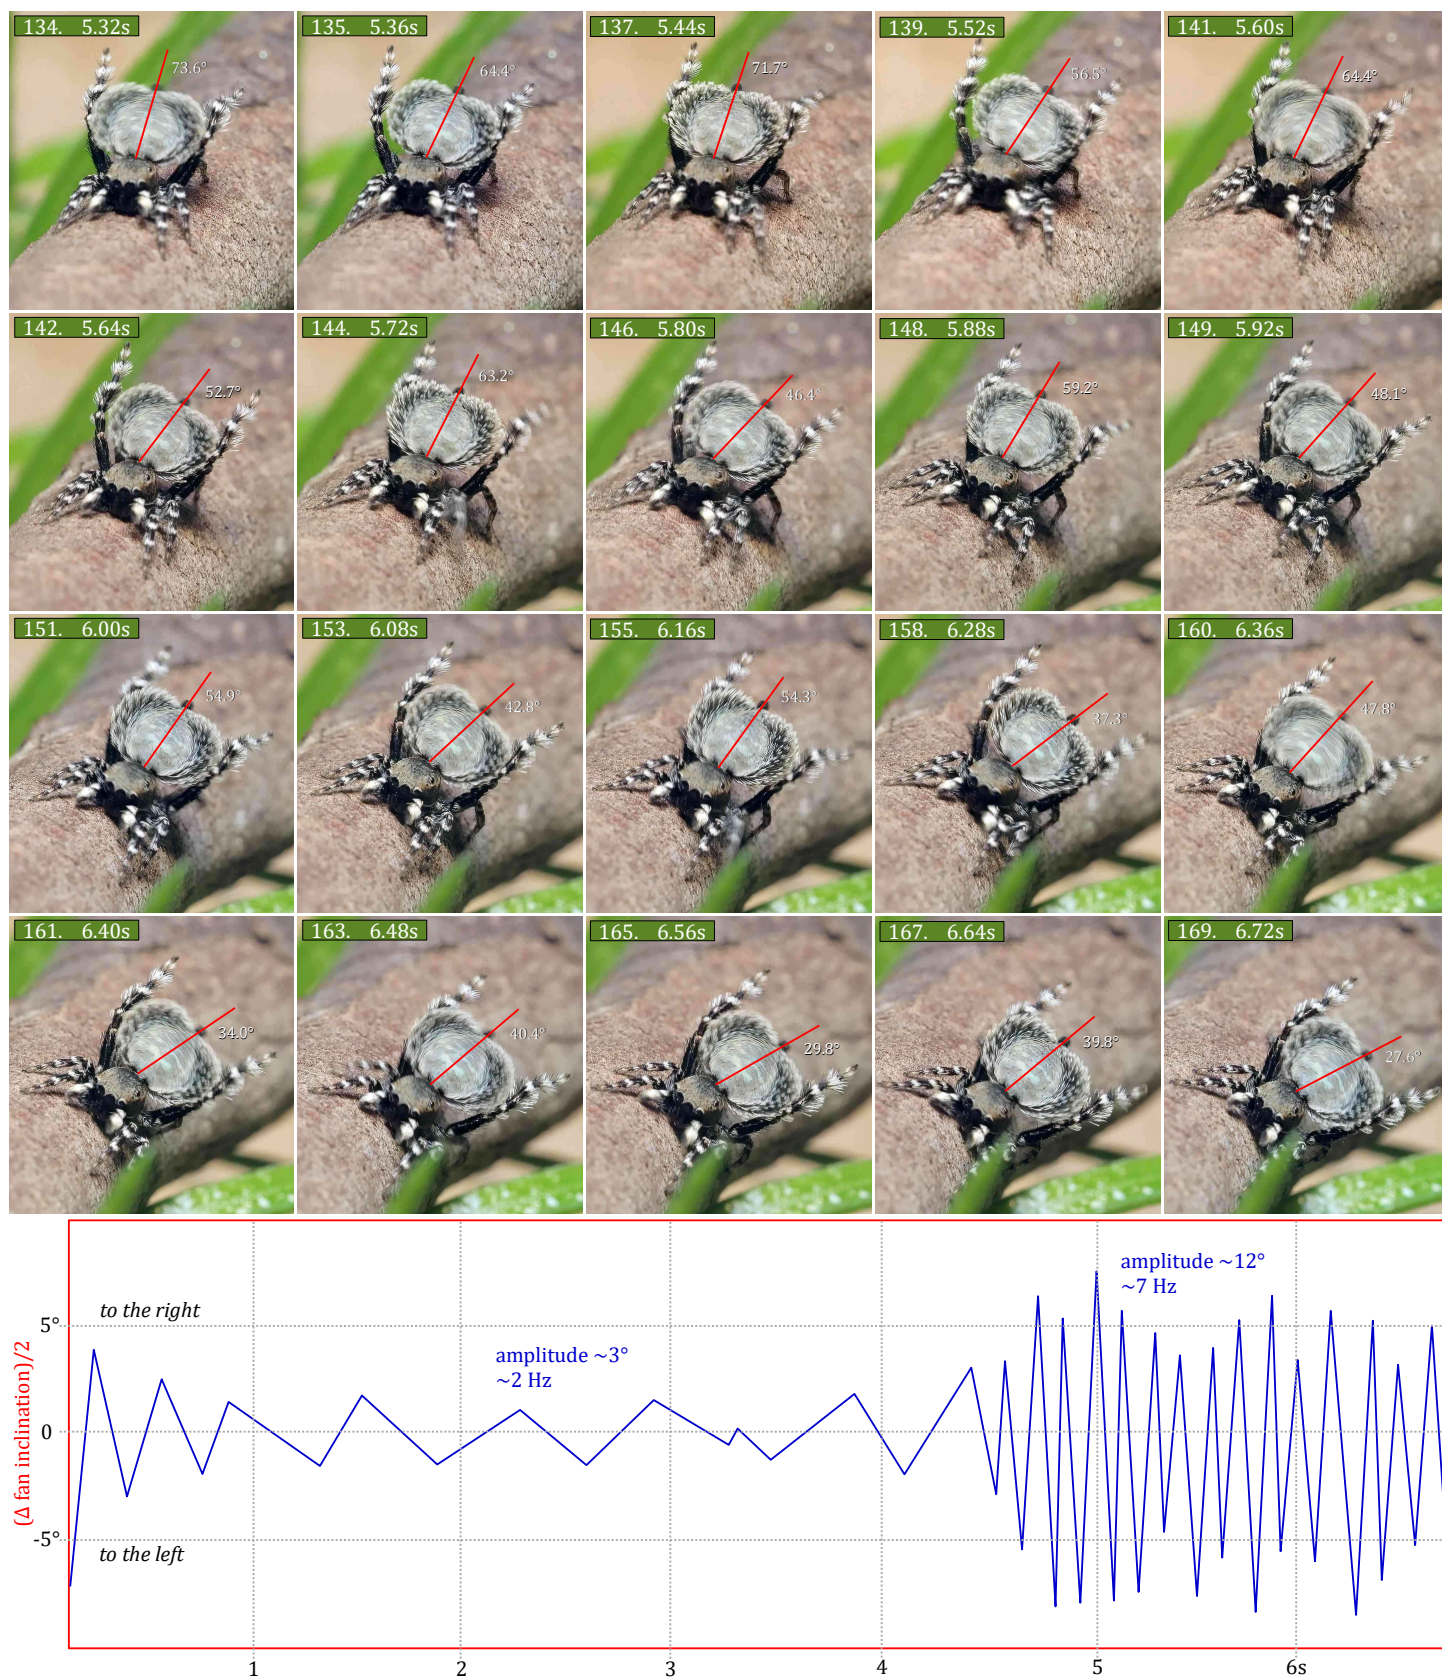 134. 5.32s
73.6°
135. 5.36s
64.4°
137. 5.44s
71.7°
139. 5.52s
56.5°
141. 5.60s
64.4°
142. 5.64s
52.7°
144. 5.72s
63.2°
146. 5.80s
46.4°
148. 5.88s
59.2°
149. 5.92s
48.1°
151. 6.00s
54.9°
153. 6.08s
42.8°
155. 6.16s
54.3°
158. 6.28s
37.3°
160. 6.36s
47.8°
161. 6.40s
34.0°
163. 6.48s
40.4°
165. 6.56s
29.8°
167. 6.64s
39.8°
169. 6.72s
27.6°
amplitude ~12°
~7 Hz
to the right
5°
amplitude ~3°
~2 Hz
(Δ fan inclination)/2
0
-5°
to the left
1 2 3 4 5 6s